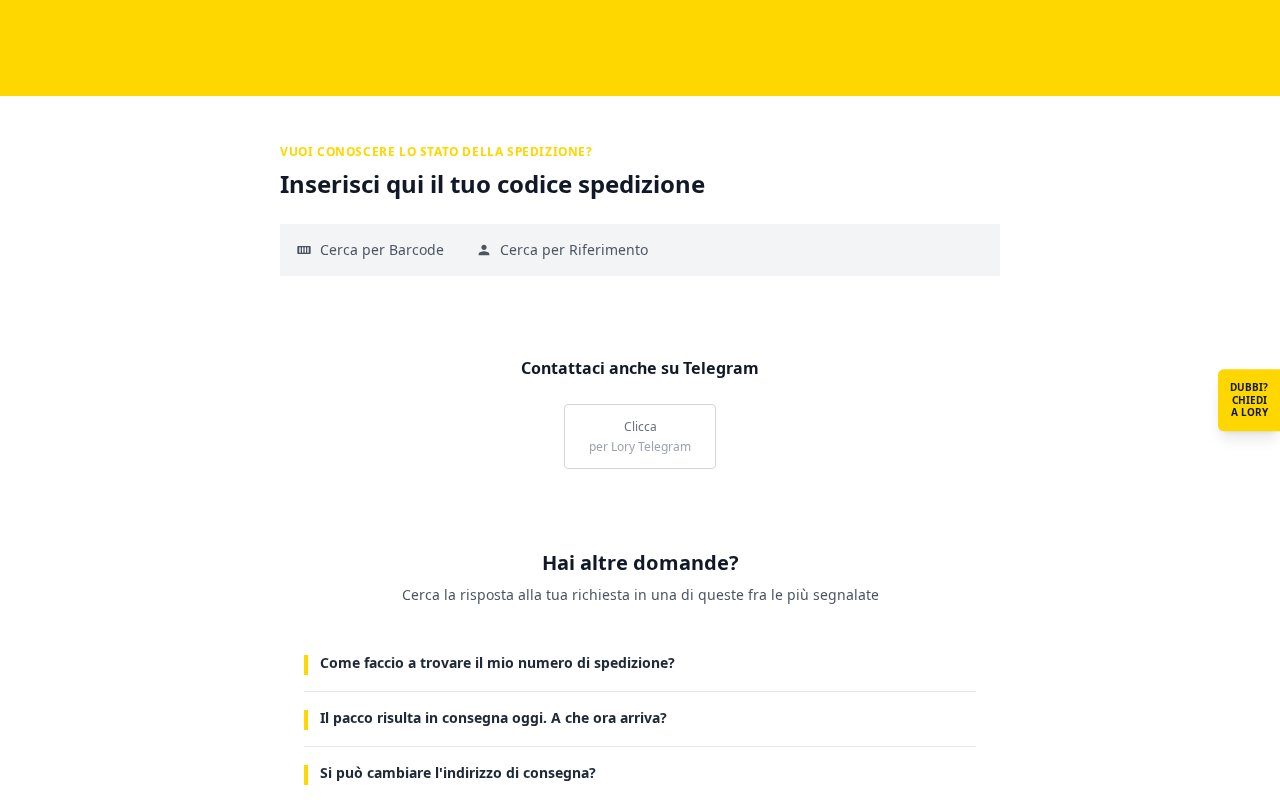 VUOI CONOSCERE LO STATO DELLA SPEDIZIONE?
Inserisci qui il tuo codice spedizione
Cerca per Barcode
Cerca per Riferimento
Contattaci anche su Telegram
Clicca
per Lory Telegram
DUBBI?
CHIEDI
A LORY
Hai altre domande?
Cerca la risposta alla tua richiesta in una di queste fra le più segnalate
Come faccio a trovare il mio numero di spedizione?
Il pacco risulta in consegna oggi. A che ora arriva?
Si può cambiare l'indirizzo di consegna?